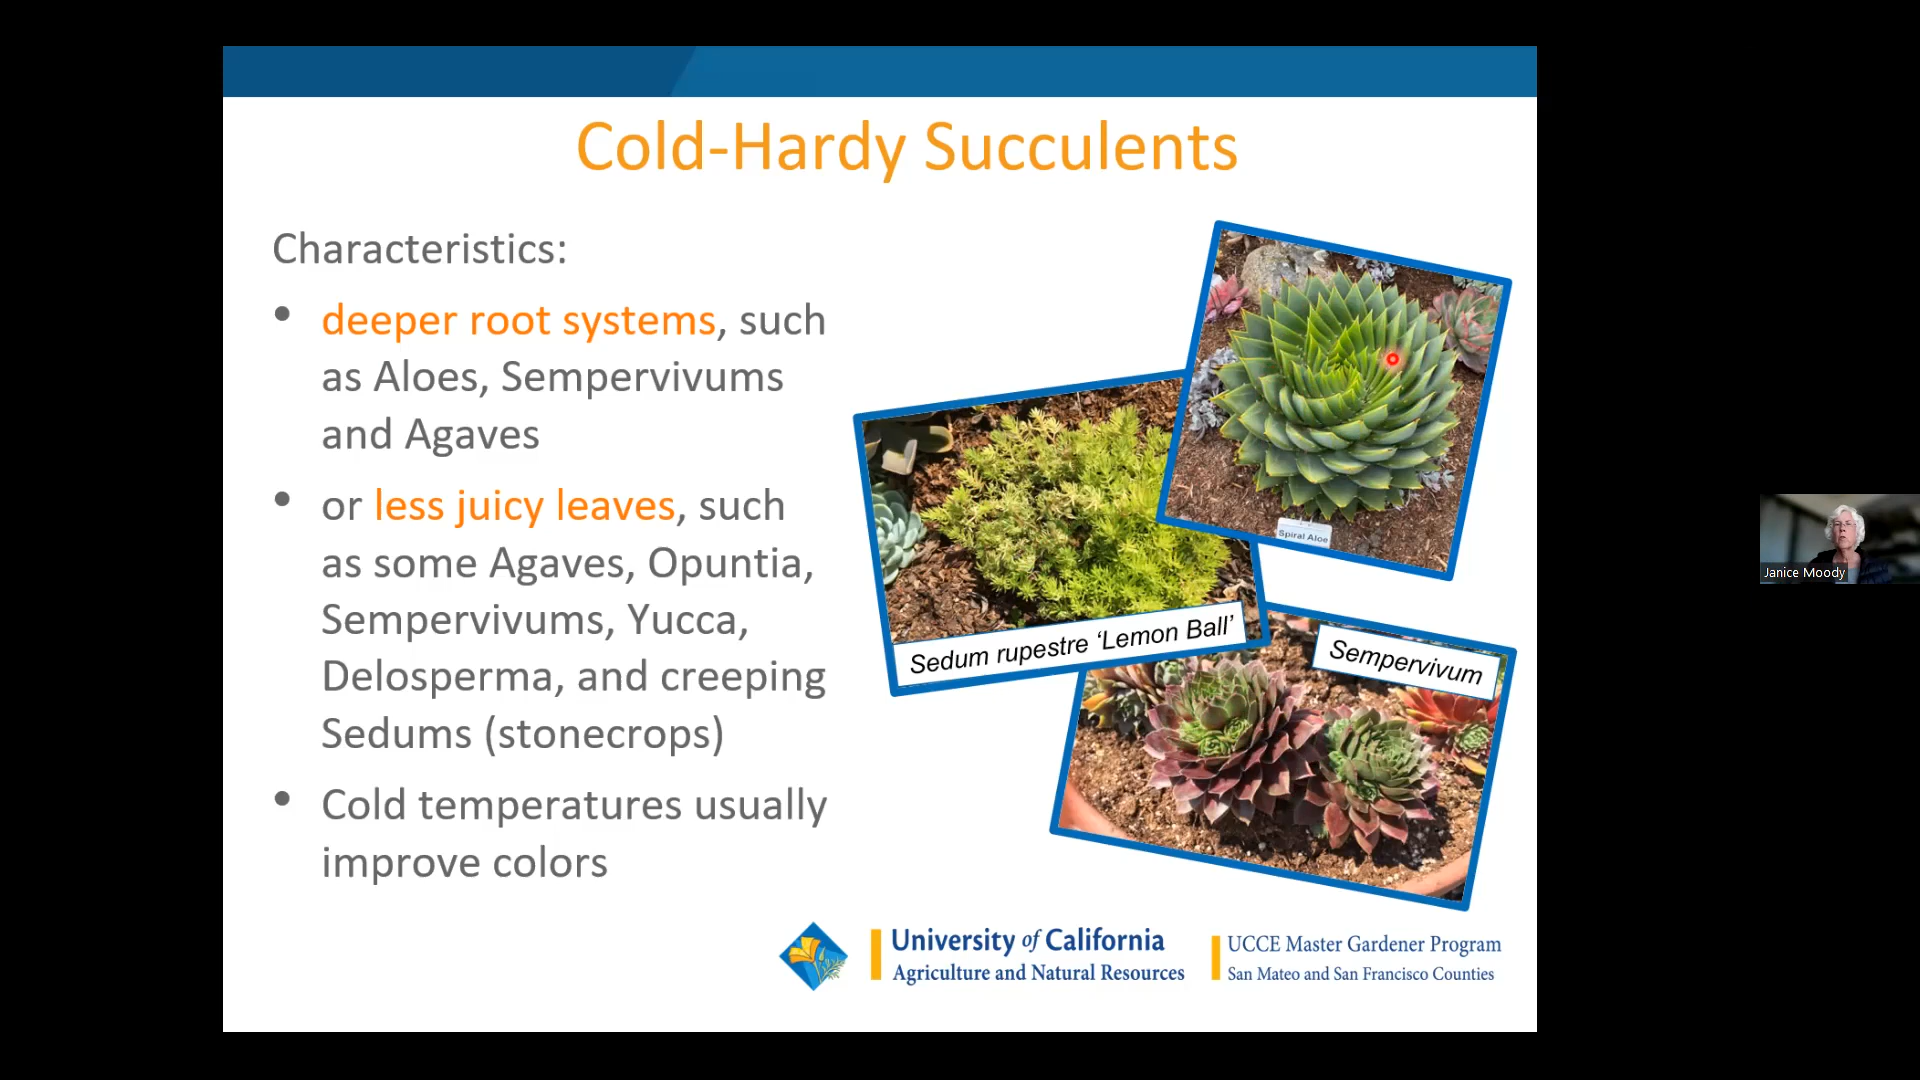 Cold-Hardy Succulents
Characteristics:
• deeper root systems, such
as Aloes, Sempervivums
and Agaves
• or less juicy leaves, such
as some Agaves, Opuntia,
Sempervivums, Yucca,
Delosperma, and creeping
Sedums (stonecrops)
• Cold temperatures usually
improve colors
Spiral Aloe
Sedum rupestre ‘Lemon Ball’
Sempervivum
University of California
Agriculture and Natural Resources
UCCE Master Gardener Program
San Mateo and San Francisco Counties
Janice Moody